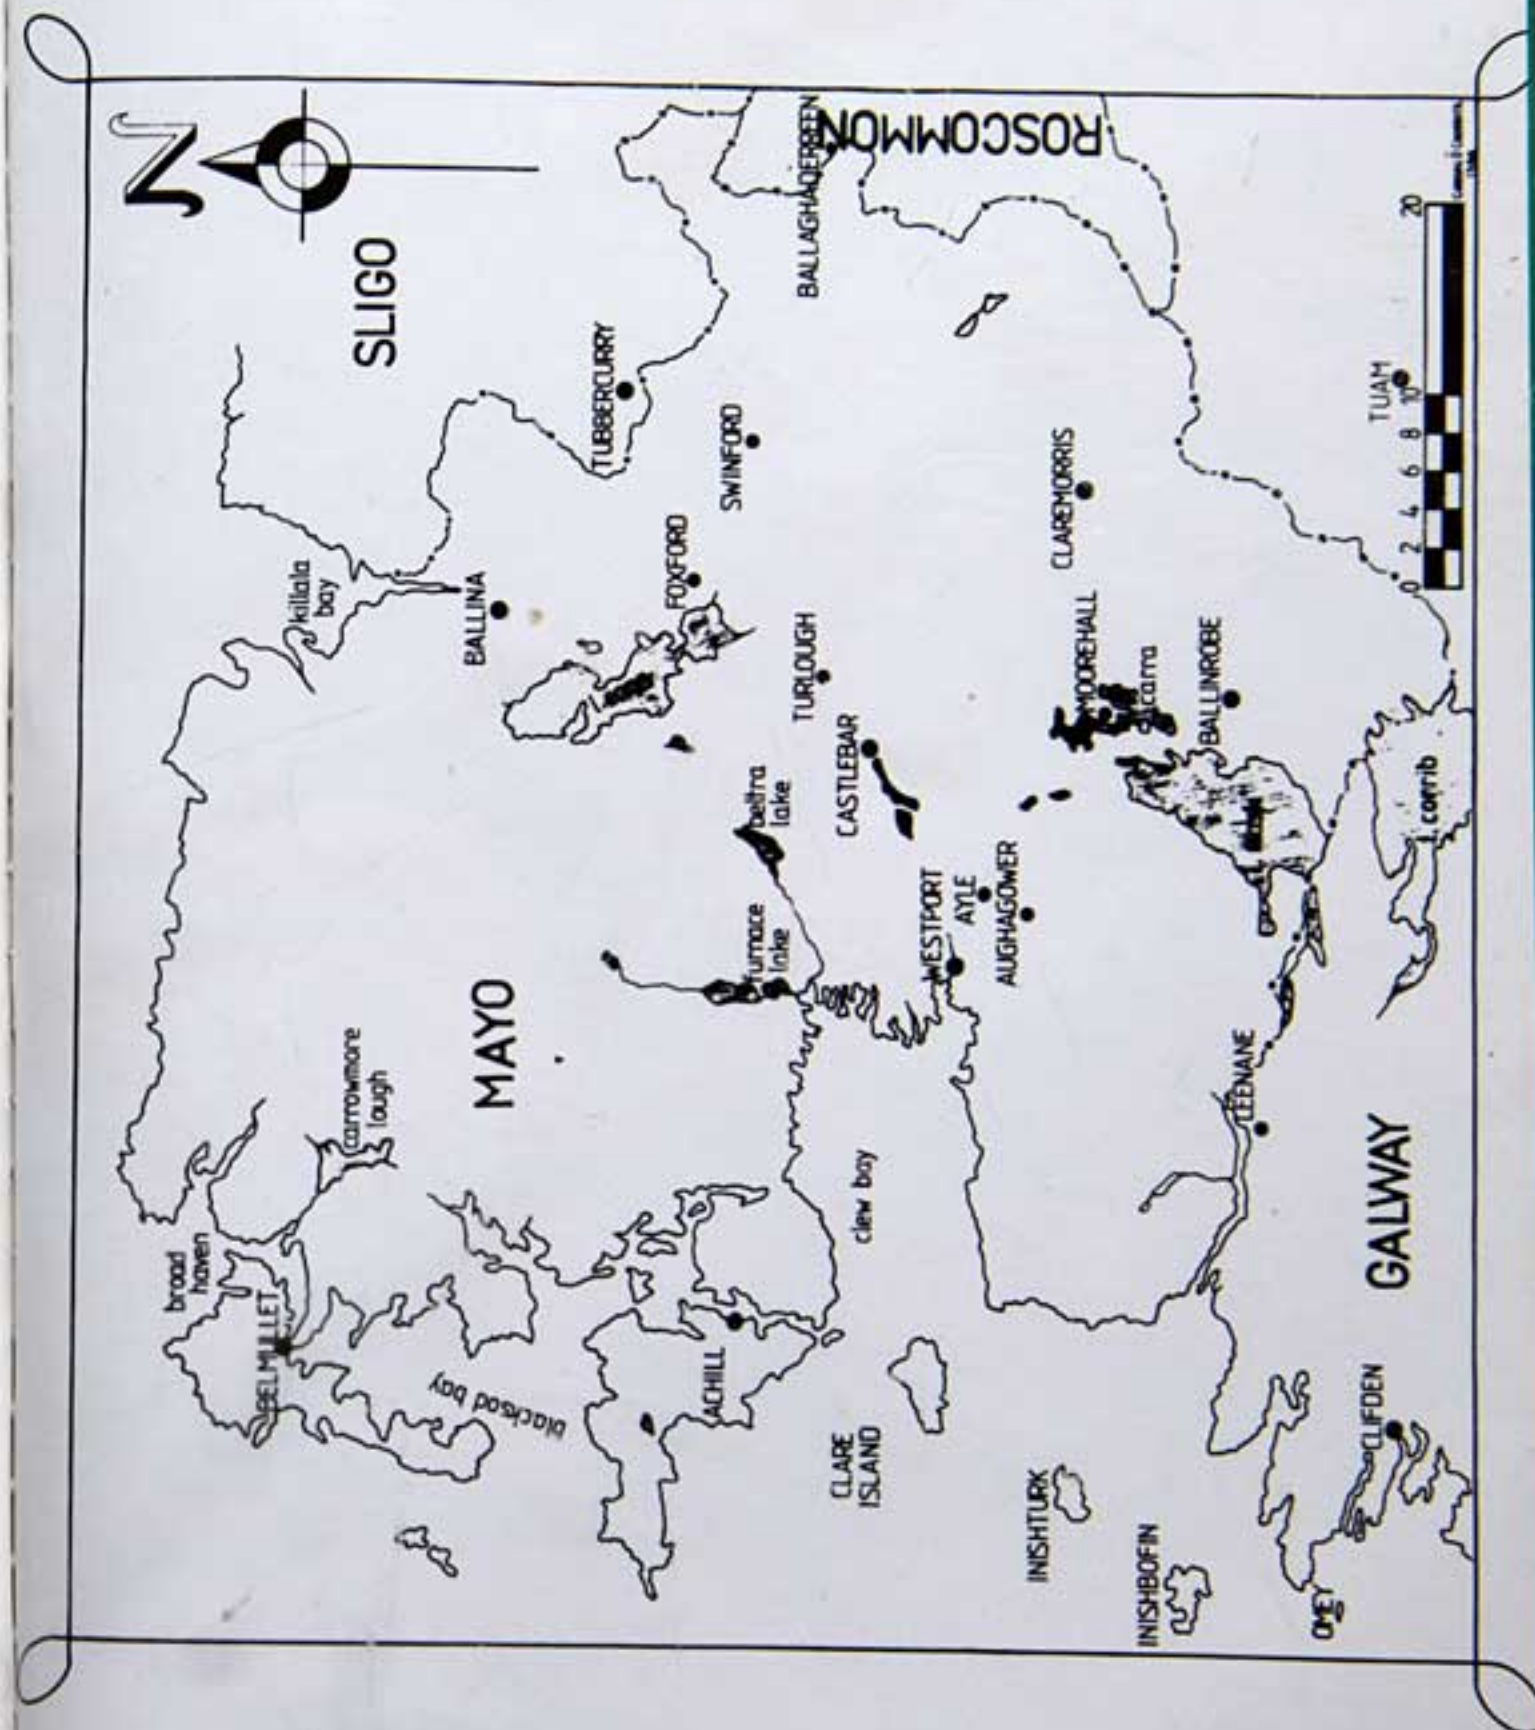 N
SLIGO
ROSCOMMON
BALLAGHADERREEN
TUBBERCURRY
SWINFORD
killala
bay
BALLINA
FOXFORD
TURLOUGH
CASTLEBAR
CLAREMORRIS
MOOREHALL
BALLINROBE
TUAM
0 2 4 6 8 10 20
beltra
lake
furnace
lake
WESTPORT
AYLE
AUGHAGOWER
l. corrib
MAYO
carrowmore
lough
broad
haven
BELMULLET
blacksod bay
ACHILL
clew bay
CLARE
ISLAND
LEENANE
GALWAY
INISHTURK
INISHBOFIN
OMEY
CLIFDEN